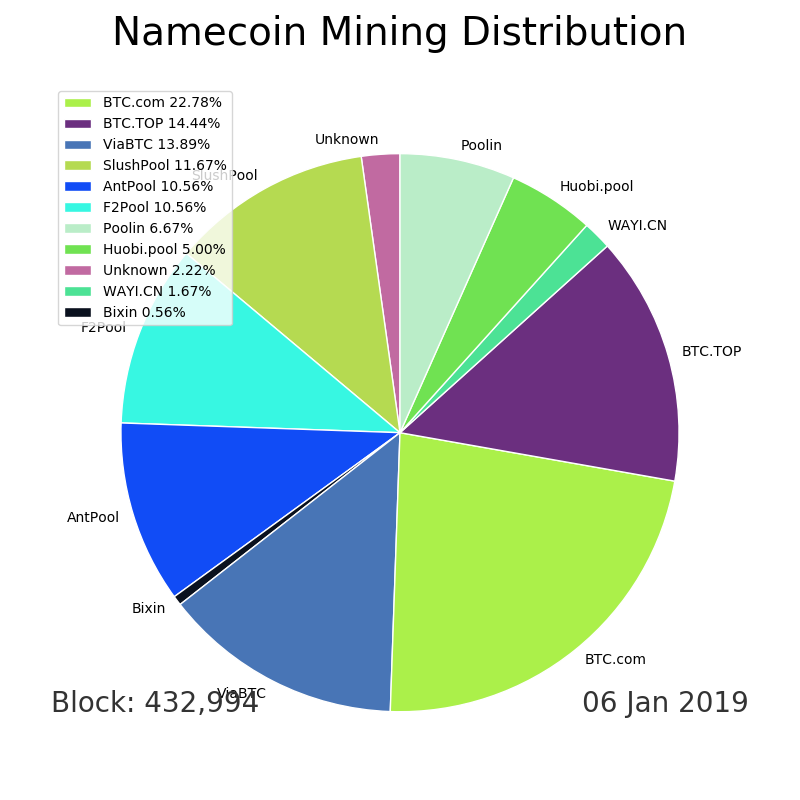 Namecoin Mining Distribution
BTC.com 22.78%
BTC.TOP 14.44%
ViaBTC 13.89%
SlushPool 11.67%
AntPool 10.56%
F2Pool 10.56%
Poolin 6.67%
Huobi.pool 5.00%
Unknown 2.22%
WAYI.CN 1.67%
Bixin 0.56%
Unknown
Poolin
SlushPool
Huobi.pool
WAYI.CN
F2Pool
BTC.TOP
AntPool
Bixin
BTC.com
ViaBTC
Block: 432,994
06 Jan 2019